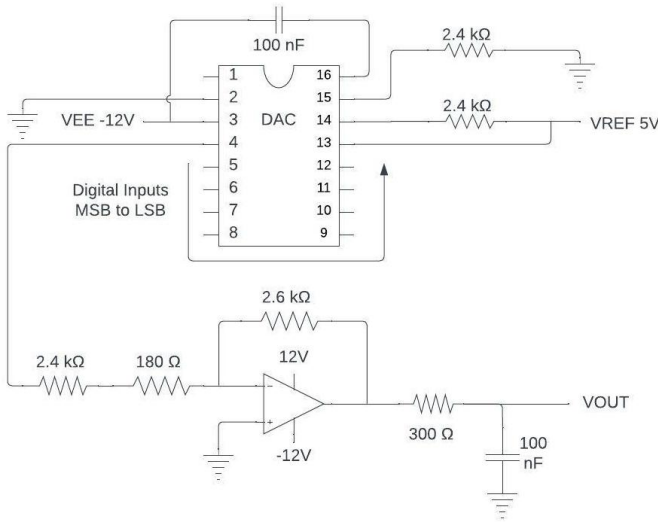 100 nF
2.4 kΩ
1
16
2
15
VEE -12V
3
DAC
14
2.4 kΩ
VREF 5V
4
13
5
12
Digital Inputs
MSB to LSB
6
11
7
10
8
9
2.6 kΩ
2.4 kΩ
180 Ω
12V
-
+
-12V
300 Ω
VOUT
100
nF